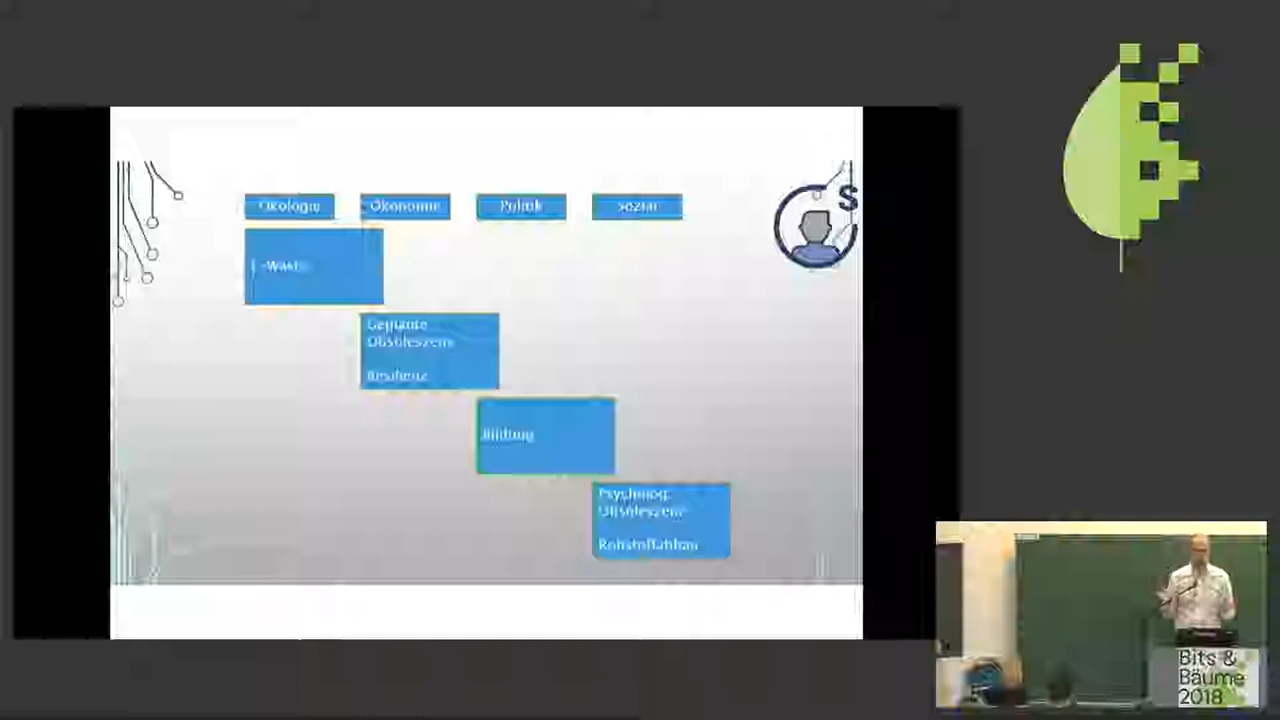 Ökologie
Ökonomie
Politik
Sozial
E-Waste
Geplante
Obsoleszenz
Resilienz
Bildung
Psycholog.
Obsoleszenz
Rohstoffabbau
S
Bits &
Bäume
2018